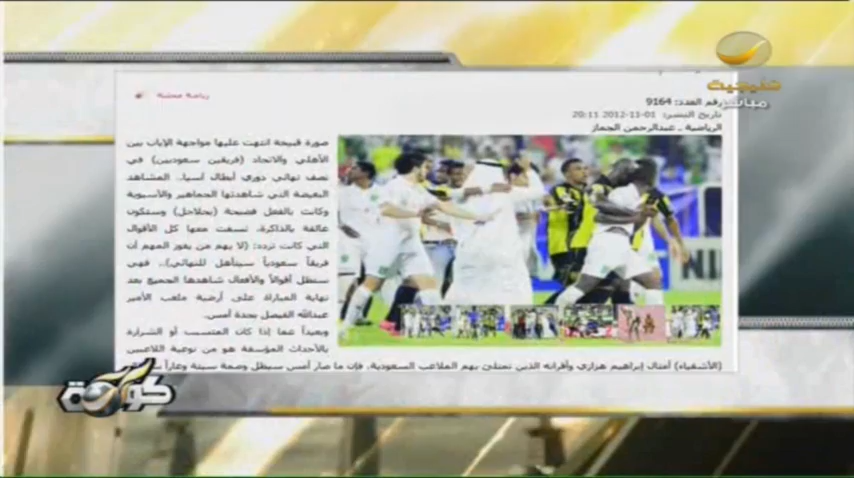 خليجية
مباشر
رياضة محلية
رقم العدد: 9164
تاريخ النشر: 01-11-2012 20:11
الرياضية ـ عبدالرحمن الجماز
صورة قبيحة انتهت عليها مواجهة الإياب بين
الأهلي والاتحاد (فريقين سعوديين) في
نصف نهائي دوري أبطال آسيا.. المشاهد
البغيضة التي شاهدتها الجماهير والآسيوية
وكانت بالفعل فضيحة (بجلاجل) وستكون
عالقة بالذاكرة، نسفت معها كل الأقوال
التي كانت تردد: (لا يهم من يفوز المهم أن
فريقاً سعودياً سيتأهل للنهائي).. فهي
ستظل أقوالاً والأفعال شاهدها الجميع بعد
نهاية المباراة على أرضية ملعب الأمير
عبدالله الفيصل بجدة أمس.
وبعيداً عما إذا كان المتسبب أو الشرارة
بالأحداث المؤسفة هو من نوعية اللاعبين
(الأشقياء) أمثال إبراهيم هزازي وأقرانه الذين تمتلئ بهم الملاعب السعودية، فإن ما صار أمس سيظل وصمة سيئة وعاراً
كورة